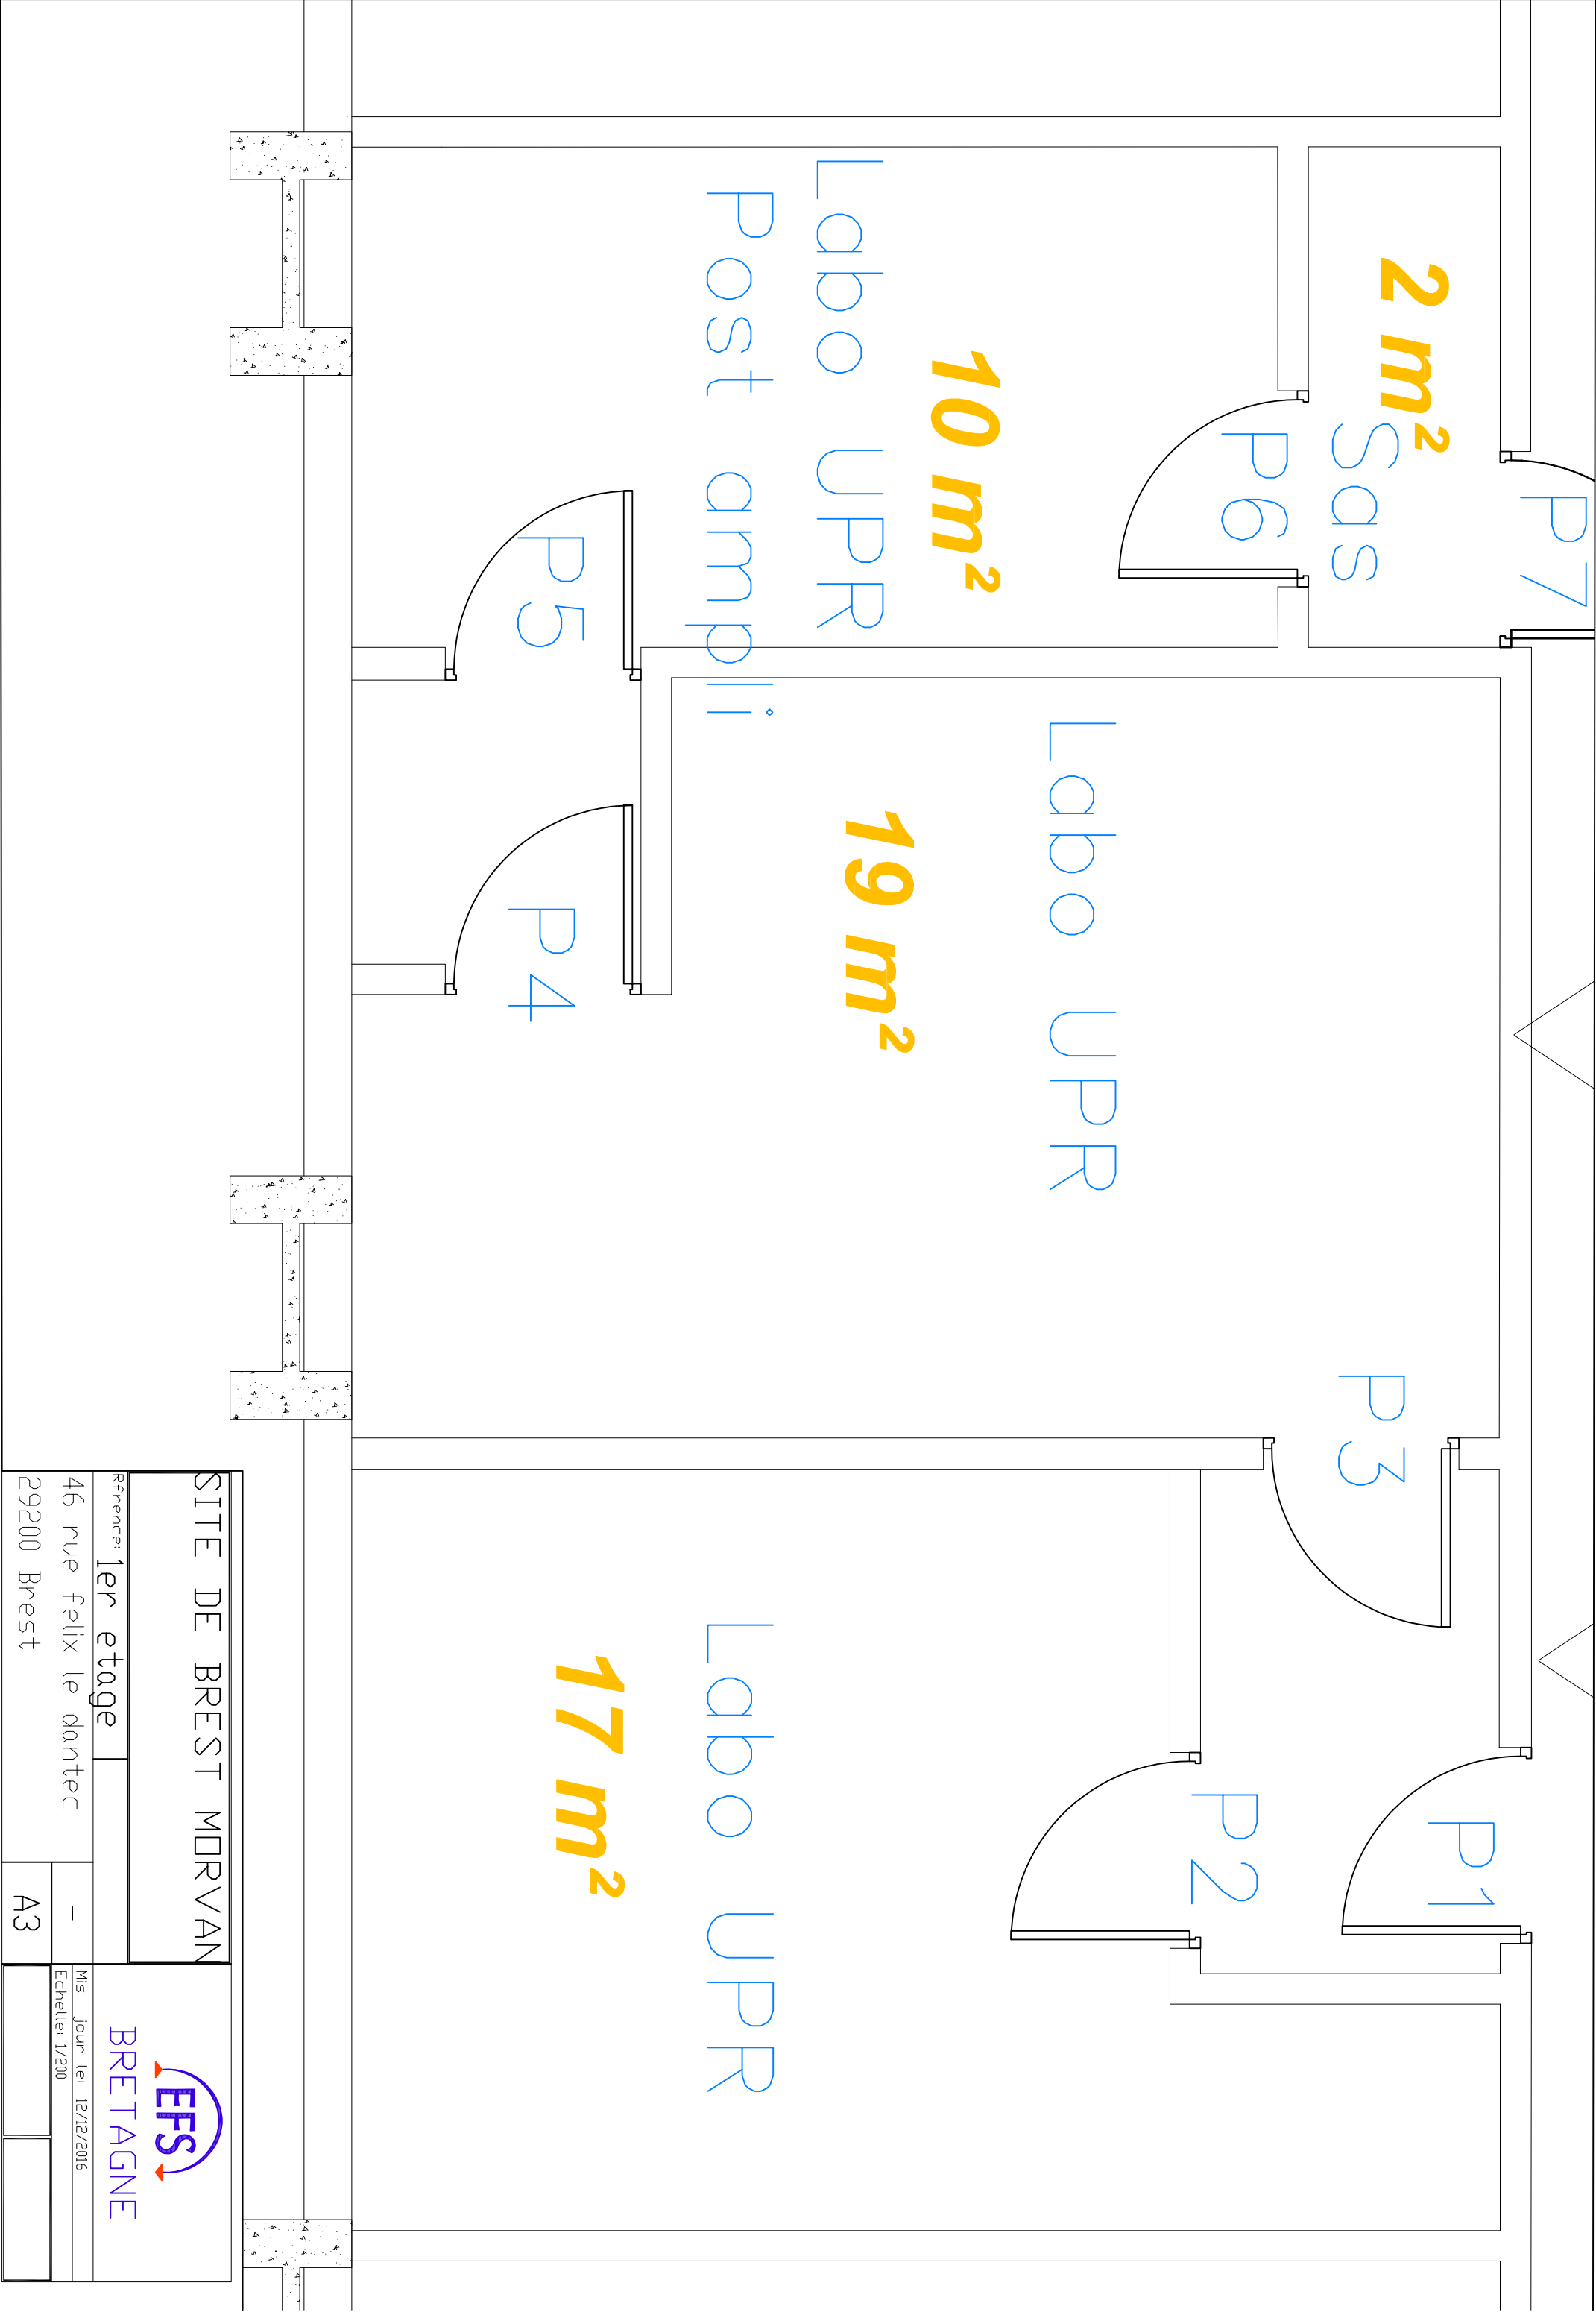 P7
2 m²
Sas
P6
10 m²
Labo UPR
Post ampli
P5
Labo UPR
19 m²
P4
P3
P1
P2
Labo UPR
17 m²
SITE DE BREST MORVAN
Rfrence: 1er etage
46 rue felix le dantec
29200 Brest
-
A3
EFS
BRETAGNE
Mis jour le: 12/12/2016
Echelle: 1/200